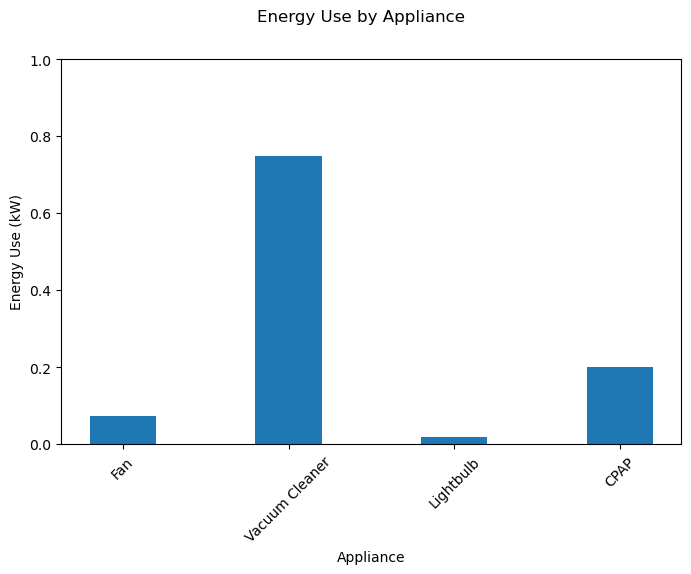 Energy Use by Appliance
Energy Use (kW)
1.0
0.8
0.6
0.4
0.2
0.0
Fan
Vacuum Cleaner
Lightbulb
CPAP
Appliance